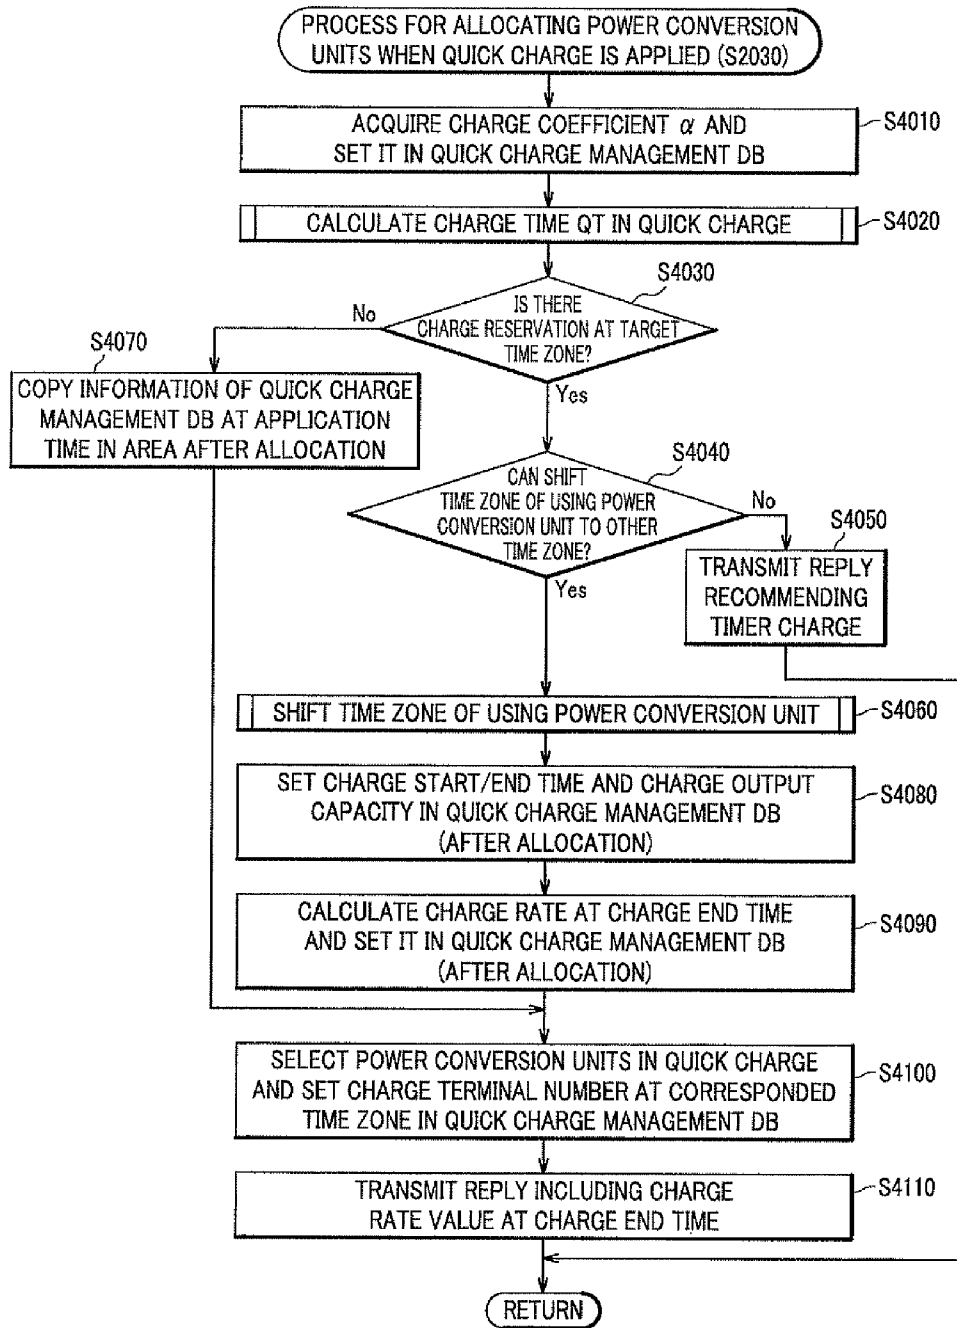 PROCESS FOR ALLOCATING POWER CONVERSION
UNITS WHEN QUICK CHARGE IS APPLIED (S2030)
ACQUIRE CHARGE COEFFICIENT α AND
SET IT IN QUICK CHARGE MANAGEMENT DB
S4010
CALCULATE CHARGE TIME QT IN QUICK CHARGE
S4020
S4030
IS THERE
CHARGE RESERVATION AT TARGET
TIME ZONE?
No
Yes
S4070
COPY INFORMATION OF QUICK CHARGE
MANAGEMENT DB AT APPLICATION
TIME IN AREA AFTER ALLOCATION
S4040
CAN SHIFT
TIME ZONE OF USING POWER
CONVERSION UNIT TO OTHER
TIME ZONE?
No
Yes
S4050
TRANSMIT REPLY
RECOMMENDING
TIMER CHARGE
SHIFT TIME ZONE OF USING POWER CONVERSION UNIT
S4060
SET CHARGE START/END TIME AND CHARGE OUTPUT
CAPACITY IN QUICK CHARGE MANAGEMENT DB
(AFTER ALLOCATION)
S4080
CALCULATE CHARGE RATE AT CHARGE END TIME
AND SET IT IN QUICK CHARGE MANAGEMENT DB
(AFTER ALLOCATION)
S4090
SELECT POWER CONVERSION UNITS IN QUICK CHARGE
AND SET CHARGE TERMINAL NUMBER AT CORRESPONDED
TIME ZONE IN QUICK CHARGE MANAGEMENT DB
S4100
TRANSMIT REPLY INCLUDING CHARGE
RATE VALUE AT CHARGE END TIME
S4110
RETURN